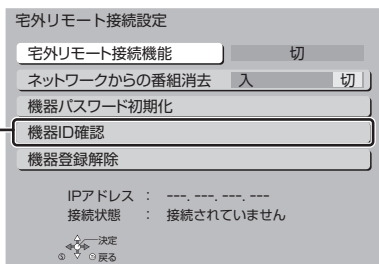 宅外リモート接続設定
宅外リモート接続機能 切
ネットワークからの番組消去 入 切
機器パスワード初期化
機器ID確認
機器登録解除
IPアドレス : ---. ---. ---. ---
接続状態 : 接続されていません
決定
戻る